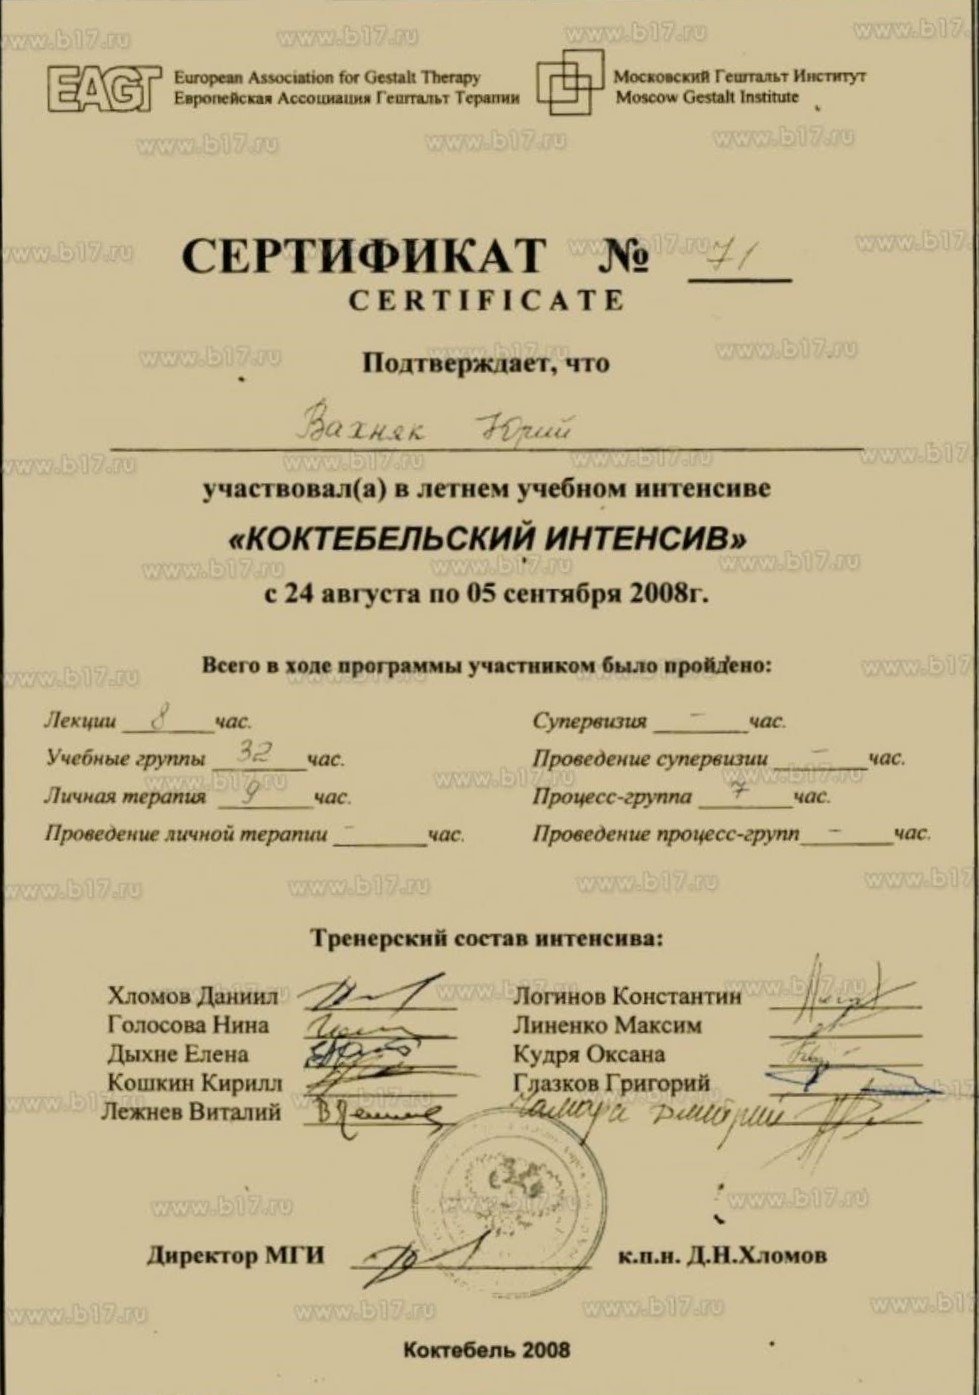 EAGT European Association for Gestalt Therapy
Европейская Ассоциация Гештальт Терапии
Московский Гештальт Институт
Moscow Gestalt Institute
СЕРТИФИКАТ № 71
CERTIFICATE
Подтверждает, что
Вахняк Юрий
участвовал(а) в летнем учебном интенсиве
«КОКТЕБЕЛЬСКИЙ ИНТЕНСИВ»
с 24 августа по 05 сентября 2008г.
Всего в ходе программы участником было пройдено:
Лекции 8 час. Супервизия - час.
Учебные группы 32 час. Проведение супервизии - час.
Личная терапия 9 час. Процесс-группа 7 час.
Проведение личной терапии - час. Проведение процесс-групп - час.
Тренерский состав интенсива:
Хломов Даниил Логинов Константин
Голосова Нина Линенко Максим
Дыхне Елена Кудря Оксана
Кошкин Кирилл Глазков Григорий
Лежнев Виталий Дмитрий
Директор МГИ к.п.н. Д.Н.Хломов
Коктебель 2008
www.b17.ru